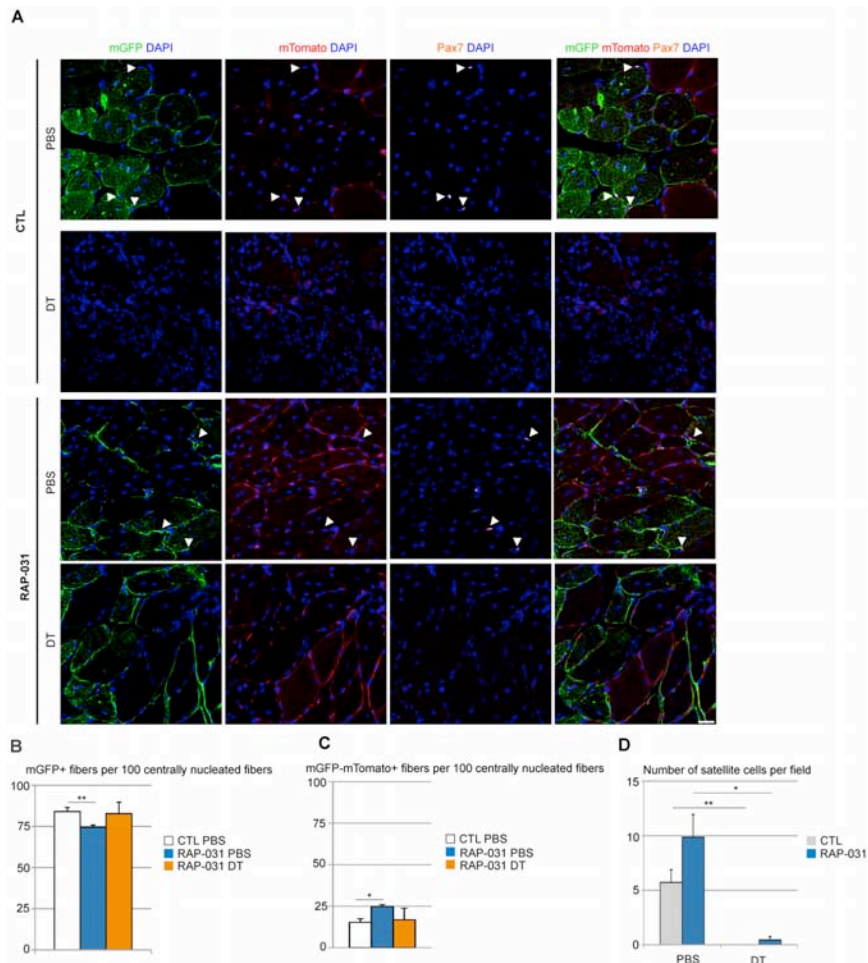 A
mGFP DAPI
mTomato DAPI
Pax7 DAPI
mGFP mTomato Pax7 DAPI
CTL
PBS
DT
RAP-031
PBS
DT
B
mGFP+ fibers per 100 centrally nucleated fibers
100
75
50
25
0
**
CTL PBS
RAP-031 PBS
RAP-031 DT
C
mGFP-mTomato+ fibers per 100 centrally nucleated fibers
100
75
50
25
0
*
CTL PBS
RAP-031 PBS
RAP-031 DT
D
Number of satellite cells per field
15
10
5
0
*
**
CTL
RAP-031
PBS
DT